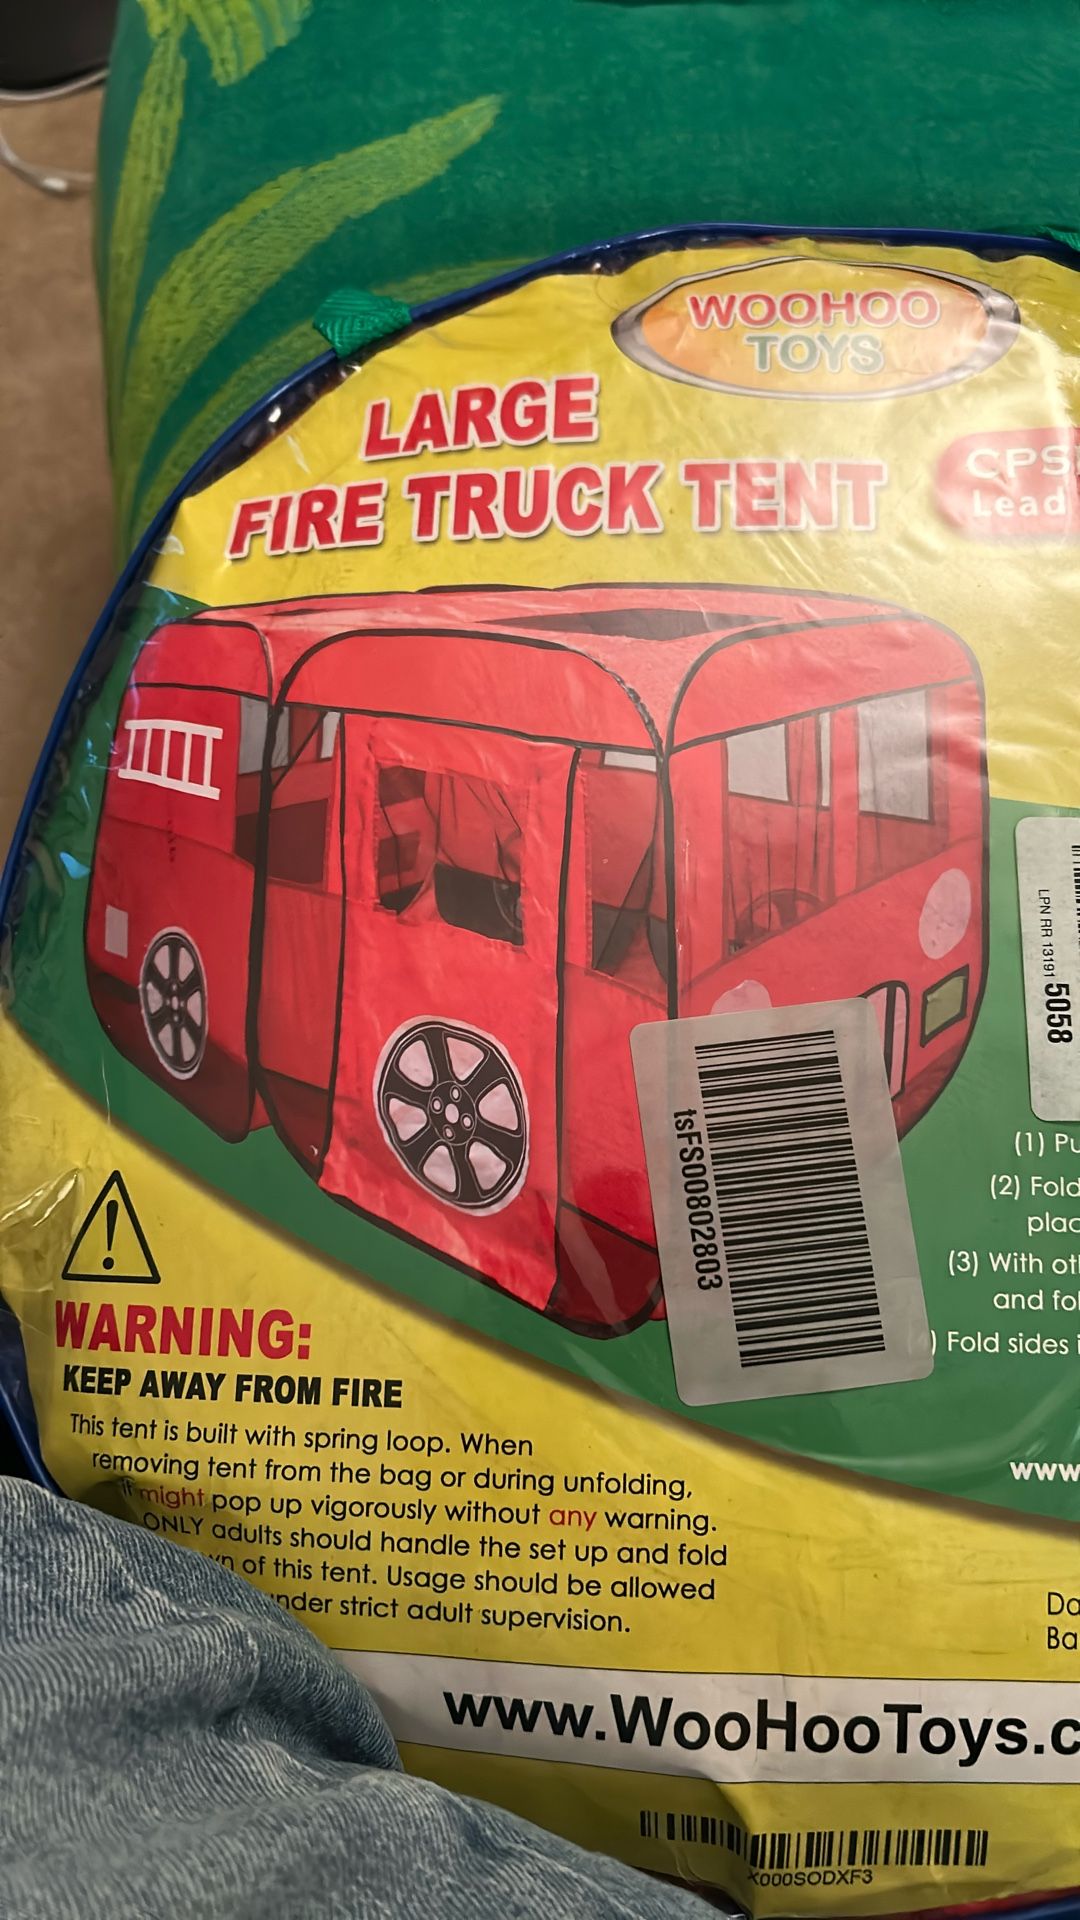 WOOHOO
TOYS
LARGE
FIRE TRUCK TENT
CPS
Lead
LPN RR 13191 5058
tsFS00802803
(1) Pu
(2) Fold
plac
(3) With oth
and fol
) Fold sides i
www
WARNING:
KEEP AWAY FROM FIRE
This tent is built with spring loop. When
removing tent from the bag or during unfolding,
it might pop up vigorously without any warning.
ONLY adults should handle the set up and fold
wn of this tent. Usage should be allowed
nder strict adult supervision.
Da
Ba
www.WooHooToys.c
X000SODXF3